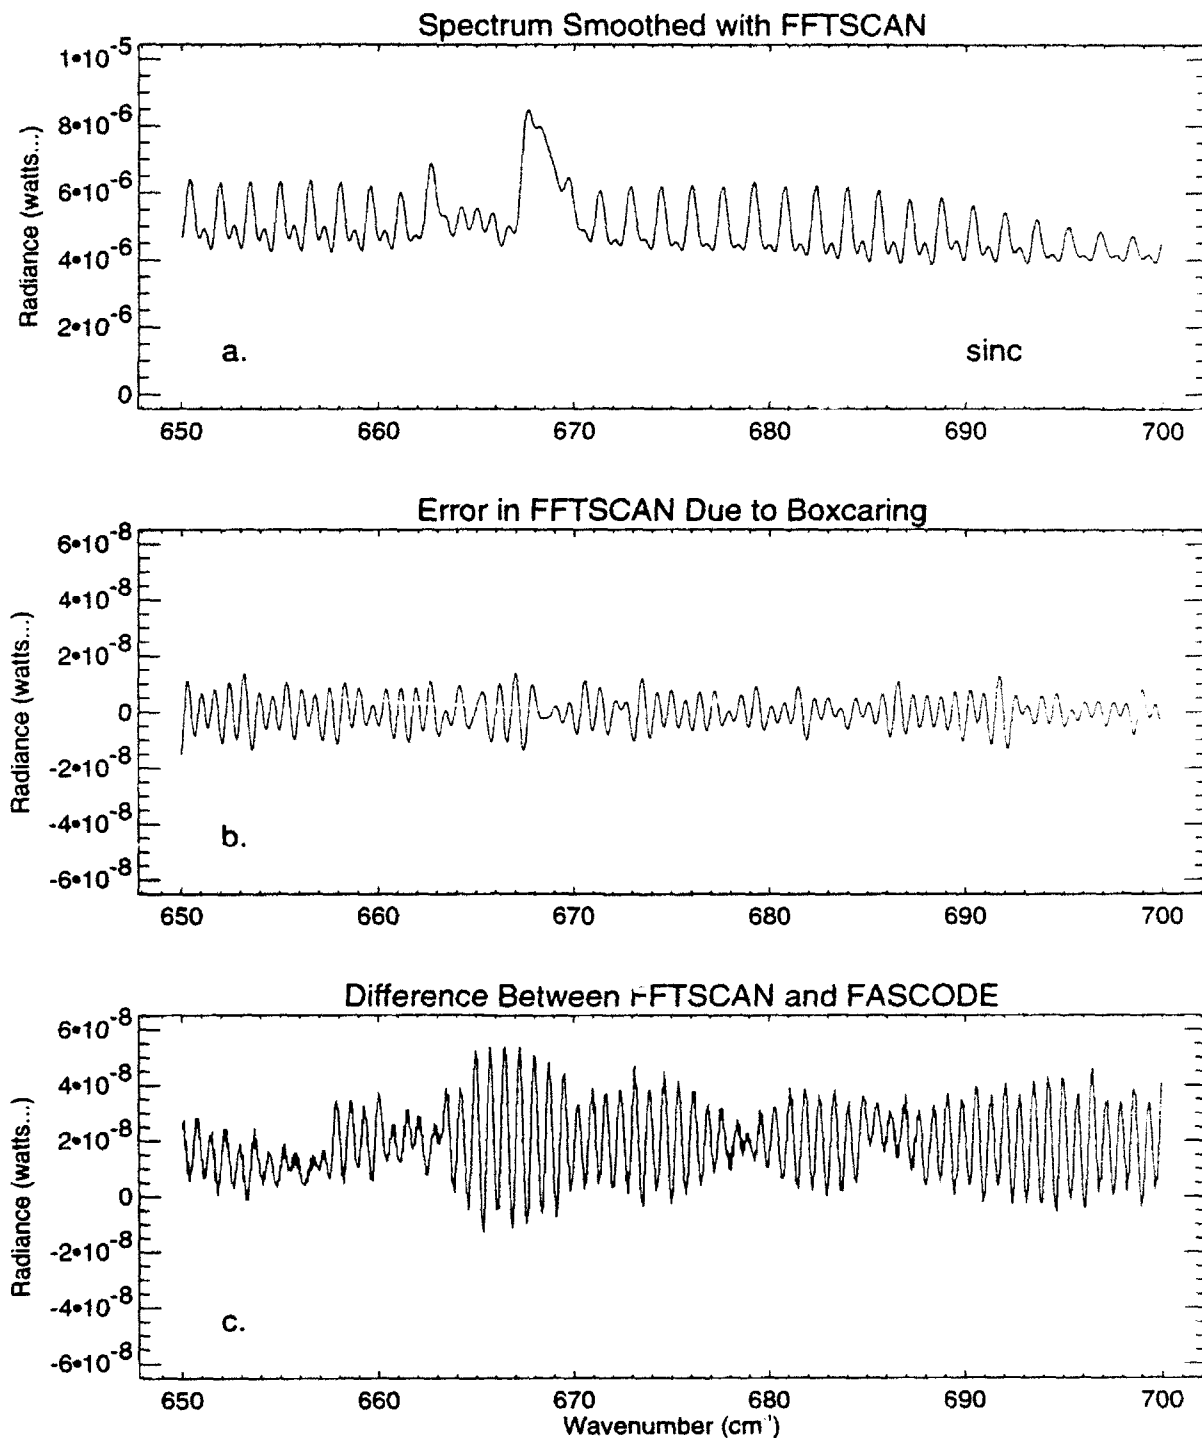 Spectrum Smoothed with FFTSCAN
Radiance (watts...)
1•10⁻⁵
8•10⁻⁶
6•10⁻⁶
4•10⁻⁶
2•10⁻⁶
0
a.
sinc
650 660 670 680 690 700
Error in FFTSCAN Due to Boxcaring
Radiance (watts...)
6•10⁻⁸
4•10⁻⁸
2•10⁻⁸
0
-2•10⁻⁸
-4•10⁻⁸
-6•10⁻⁸
b.
650 660 670 680 690 700
Difference Between FFTSCAN and FASCODE
Radiance (watts...)
6•10⁻⁸
4•10⁻⁸
2•10⁻⁸
0
-2•10⁻⁸
-4•10⁻⁸
-6•10⁻⁸
c.
650 660 670 680 690 700
Wavenumber (cm⁻¹)